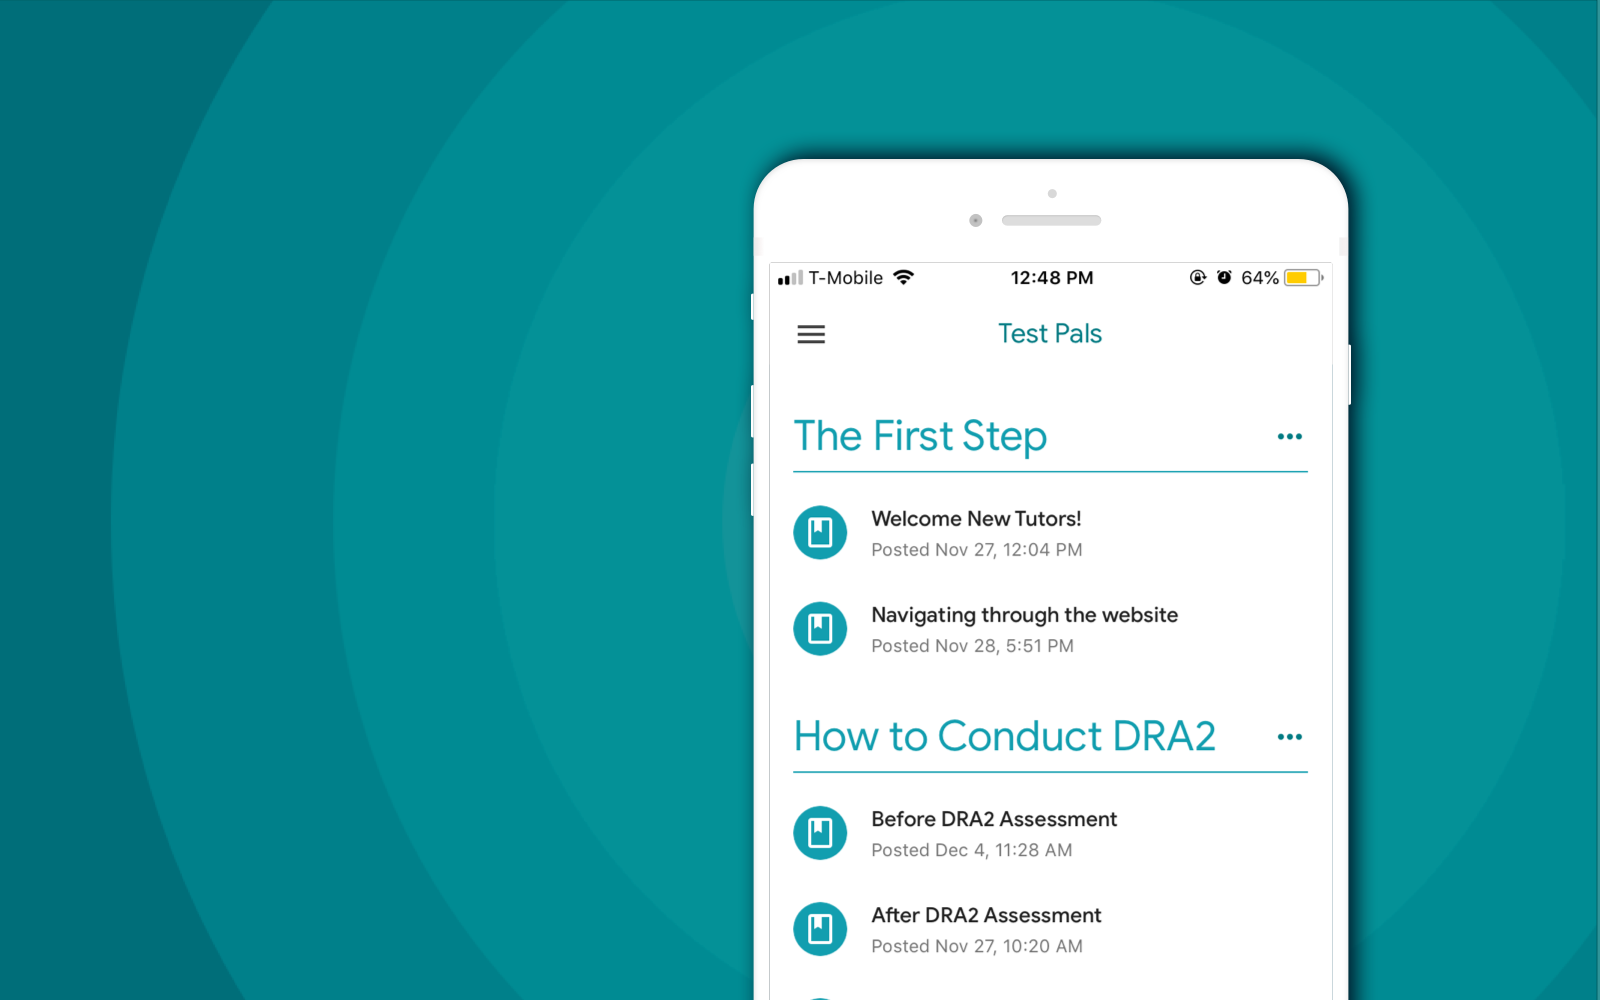 T-Mobile 12:48 PM 64%
Test Pals
The First Step
Welcome New Tutors!
Posted Nov 27, 12:04 PM
Navigating through the website
Posted Nov 28, 5:51 PM
How to Conduct DRA2
Before DRA2 Assessment
Posted Dec 4, 11:28 AM
After DRA2 Assessment
Posted Nov 27, 10:20 AM